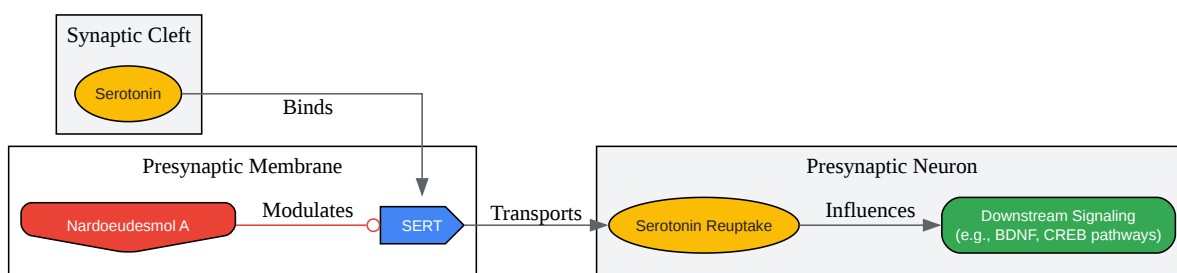 Synaptic Cleft
Serotonin
Binds
Presynaptic Membrane
Presynaptic Neuron
Nardoeudesmol A
Modulates
SERT
Transports
Serotonin Reuptake
Influences
Downstream Signaling
(e.g., BDNF, CREB pathways)